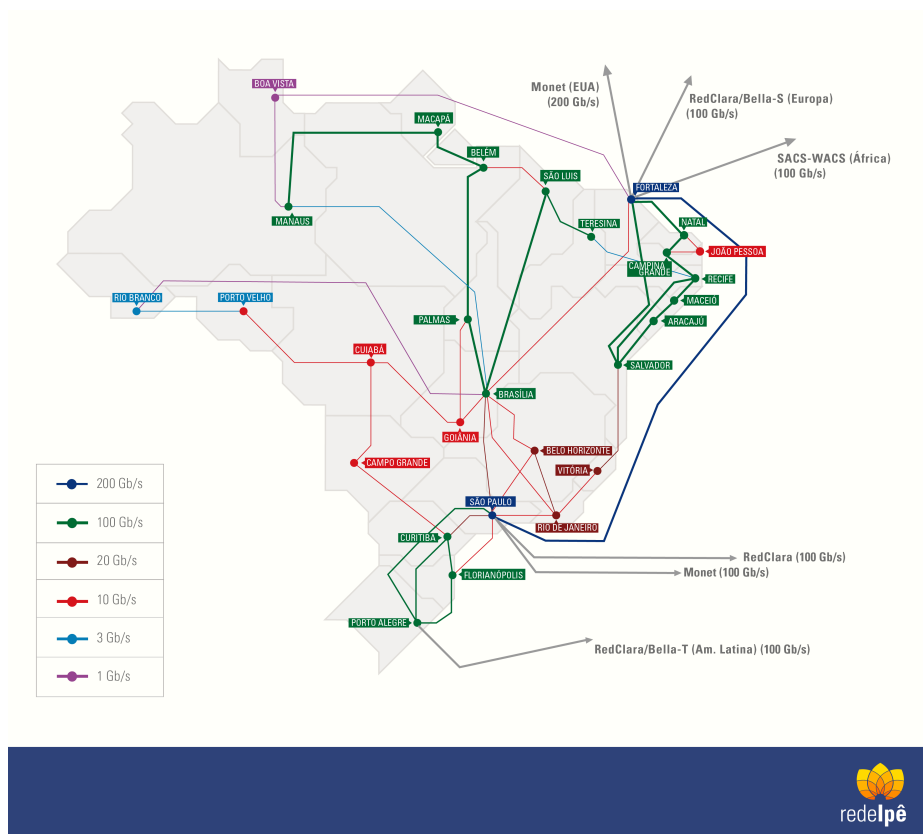 BOA VISTA
Monet (EUA)
(200 Gb/s)
RedClara/Bella-S (Europa)
(100 Gb/s)
MACAPÁ
BELÉM
SACS-WACS (África)
(100 Gb/s)
SÃO LUIS
FORTALEZA
MANAUS
TERESINA
NATAL
JOÃO PESSOA
CAMPINA
GRANDE
RECIFE
RIO BRANCO
PORTO VELHO
MACEIÓ
PALMAS
ARACAJÚ
CUIABÁ
SALVADOR
BRASÍLIA
GOIÂNIA
BELO HORIZONTE
CAMPO GRANDE
VITÓRIA
SÃO PAULO
RIO DE JANEIRO
CURITIBA
RedClara (100 Gb/s)
Monet (100 Gb/s)
FLORIANÓPOLIS
PORTO ALEGRE
RedClara/Bella-T (Am. Latina) (100 Gb/s)
200 Gb/s
100 Gb/s
20 Gb/s
10 Gb/s
3 Gb/s
1 Gb/s
redeIpê